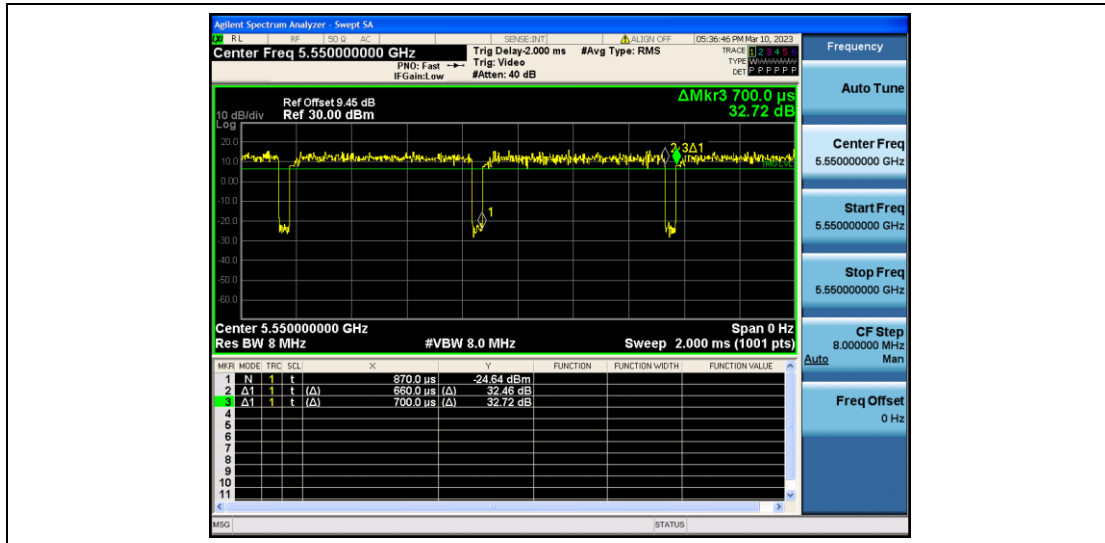 Agilent Spectrum Analyzer - Swept SA
RL RF 50 Ω AC SENSE:INT ALIGN OFF 05:36:46 PM Mar 10, 2023
Center Freq 5.550000000 GHz
PNO: Fast
IFGain:Low
Trig Delay-2.000 ms
Trig: Video
#Atten: 40 dB
#Avg Type: RMS
TRACE 1 2 3 4 5 6
TYPE
DET P P P P P P
Ref Offset 9.45 dB
10 dB/div Ref 30.00 dBm
Log
ΔMkr3 700.0 µs
32.72 dB
20.0
10.0
0.00
-10.0
-20.0
-30.0
-40.0
-50.0
-60.0
1
2 3Δ1
TRIG LVL
Center 5.550000000 GHz Span 0 Hz
Res BW 8 MHz #VBW 8.0 MHz Sweep 2.000 ms (1001 pts)
MKR MODE TRC SCL X Y FUNCTION FUNCTION WIDTH FUNCTION VALUE
1 N 1 t 870.0 µs -24.64 dBm
2 Δ1 1 t (Δ) 660.0 µs (Δ) 32.46 dB
3 Δ1 1 t (Δ) 700.0 µs (Δ) 32.72 dB
4
5
6
7
8
9
10
11
MSG STATUS
Frequency
Auto Tune
Center Freq
5.550000000 GHz
Start Freq
5.550000000 GHz
Stop Freq
5.550000000 GHz
CF Step
8.000000 MHz
Auto Man
Freq Offset
0 Hz